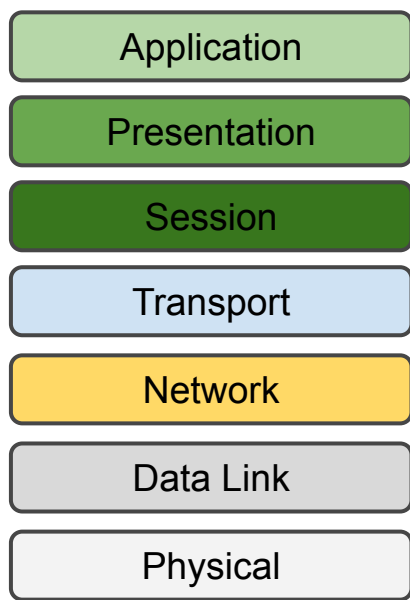 Application
Presentation
Session
Transport
Network
Data Link
Physical